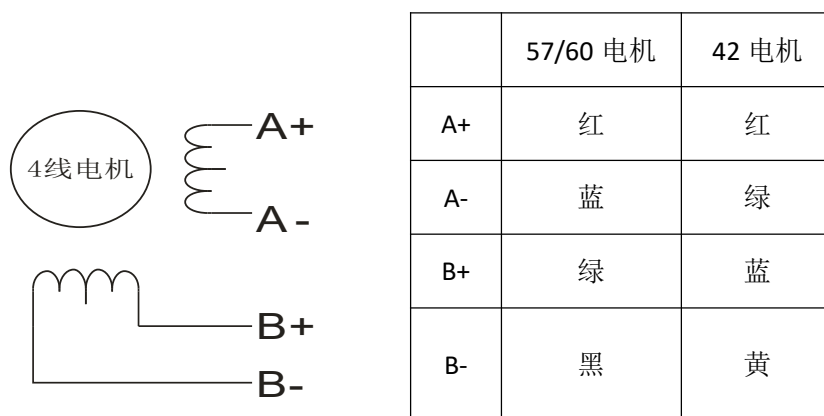 4线电机
A+
A-
B+
B-
57/60 电机 42 电机
A+ 红 红
A- 蓝 绿
B+ 绿 蓝
B- 黑 黄